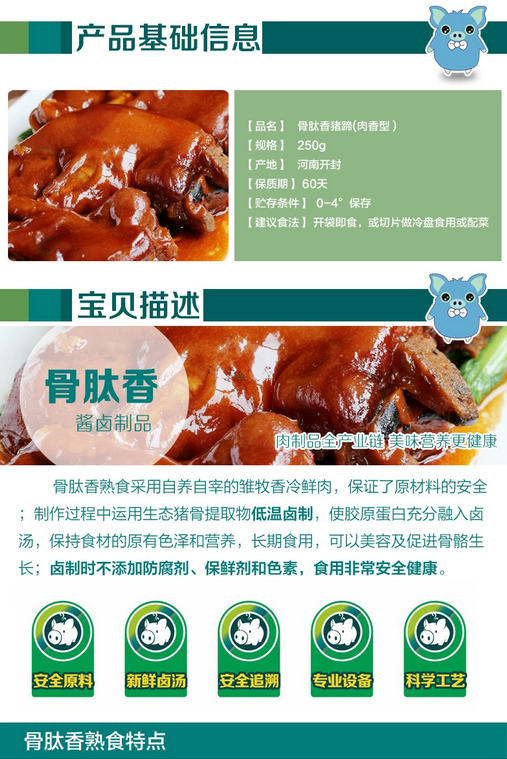 产品基础信息
【品名】 骨肽香猪蹄(肉香型)
【规格】 250g
【产地】 河南开封
【保质期】60天
【贮存条件】 0-4°保存
【建议食法】开袋即食，或切片做冷盘食用或配菜
宝贝描述
骨肽香
酱卤制品
肉制品全产业链 美味营养更健康
骨肽香熟食采用自养自宰的雏牧香冷鲜肉，保证了原材料的安全
；制作过程中运用生态猪骨提取物低温卤制，使胶原蛋白充分融入卤
汤，保持食材的原有色泽和营养，长期食用，可以美容及促进骨骼生
长；卤制时不添加防腐剂、保鲜剂和色素，食用非常安全健康。
安全原料
新鲜卤汤
安全追溯
专业设备
科学工艺
骨肽香熟食特点